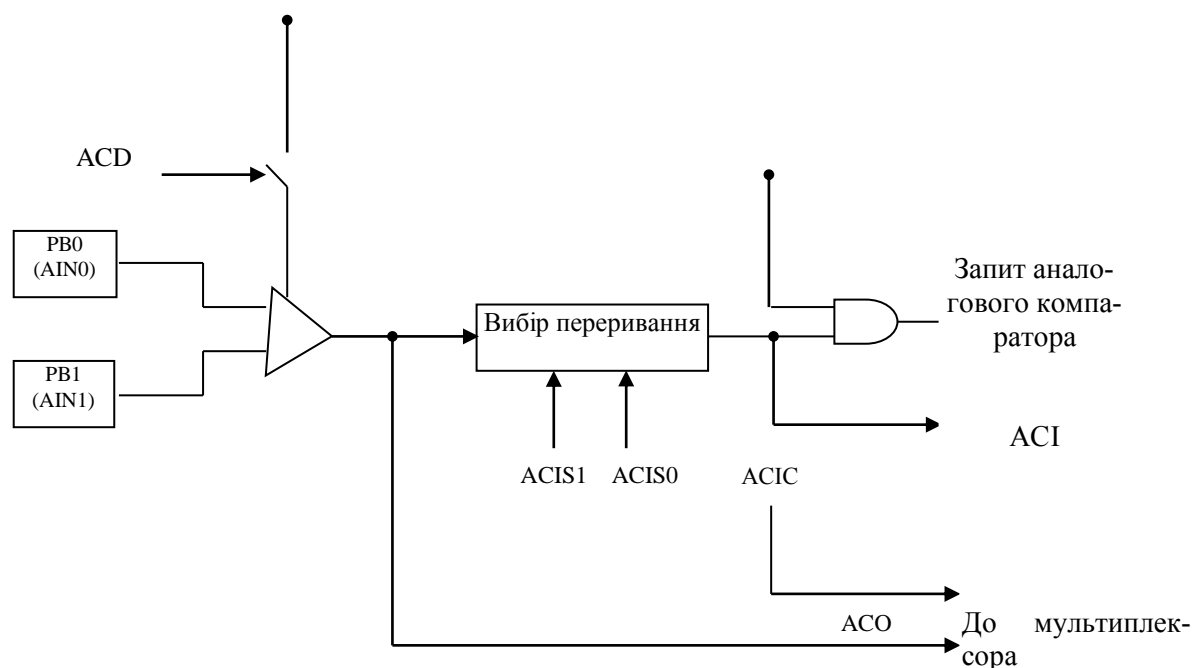 ACD
PB0
(AIN0)
PB1
(AIN1)
Вибір переривання
Запит анало-
гового компа-
ратора
ACI
ACIS1
ACIS0
ACIC
ACO
До мультиплек-
сора